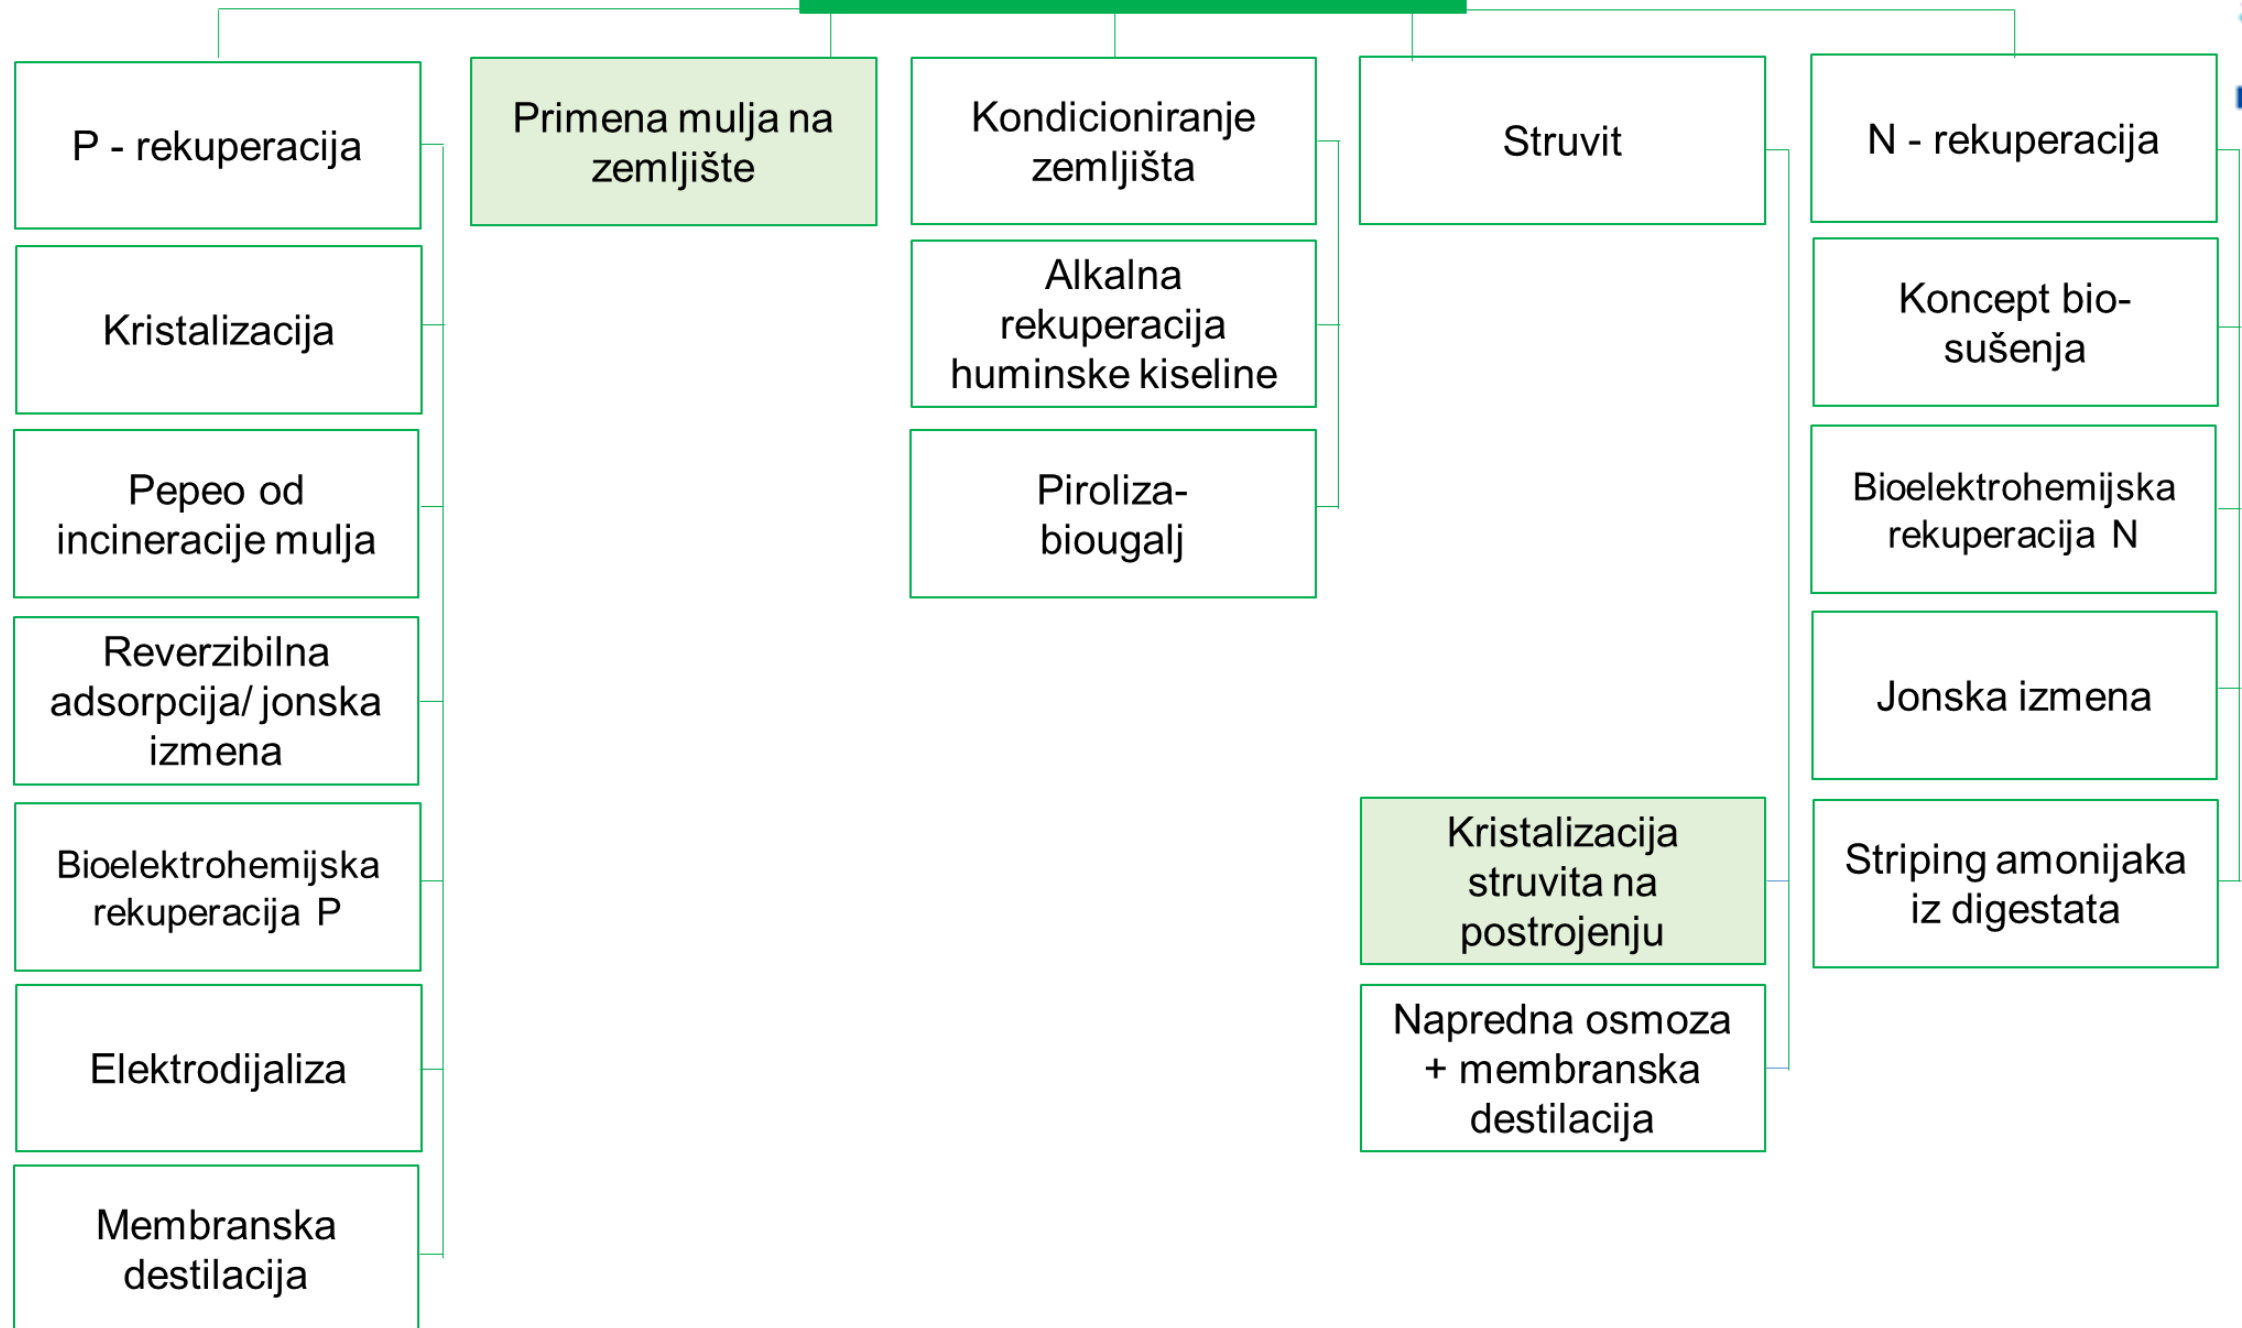 P - rekuperacija
Kristalizacija
Pepeo od
incineracije mulja
Reverzibilna
adsorpcija/ jonska
izmena
Bioelektrohemijska
rekuperacija P
Elektrodijaliza
Membranska
destilacija
Primena mulja na
zemljište
Kondicioniranje
zemljišta
Alkalna
rekuperacija
huminske kiseline
Piroliza-
biougalj
Struvit
Kristalizacija
struvita na
postrojenju
Napredna osmoza
+ membranska
destilacija
N - rekuperacija
Koncept bio-
sušenja
Bioelektrohemijska
rekuperacija N
Jonska izmena
Striping amonijaka
iz digestata